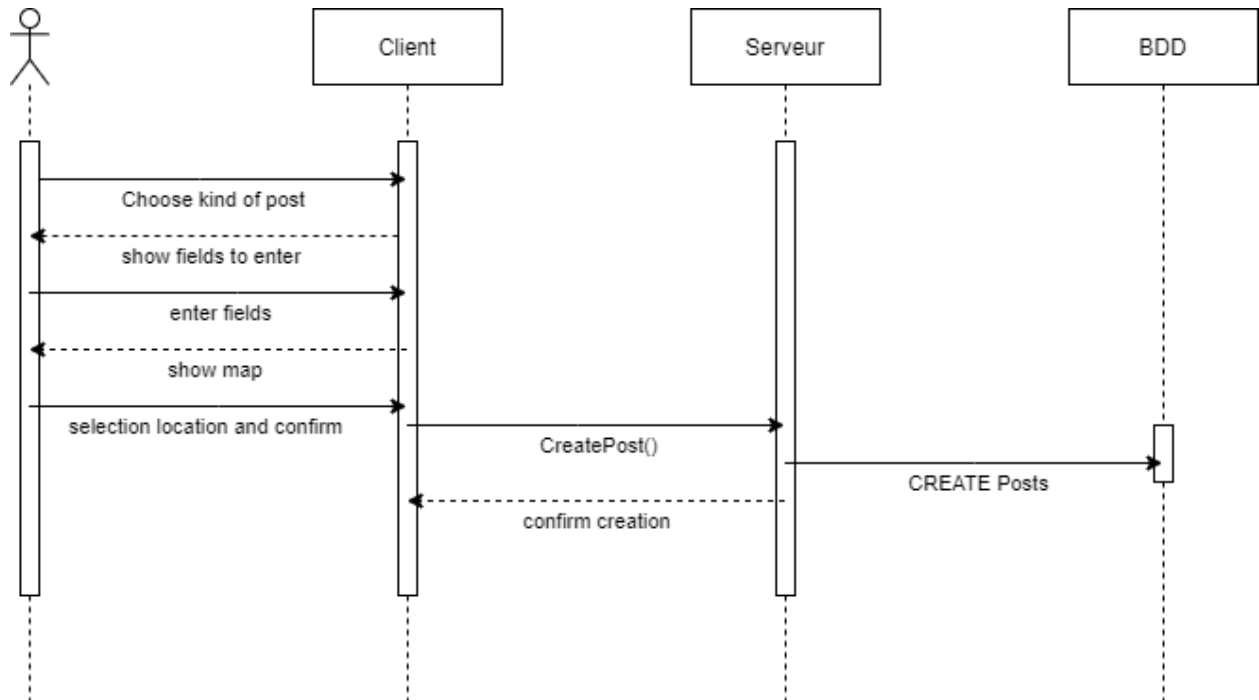 Client
Serveur
BDD
Choose kind of post
show fields to enter
enter fields
show map
selection location and confirm
CreatePost()
CREATE Posts
confirm creation